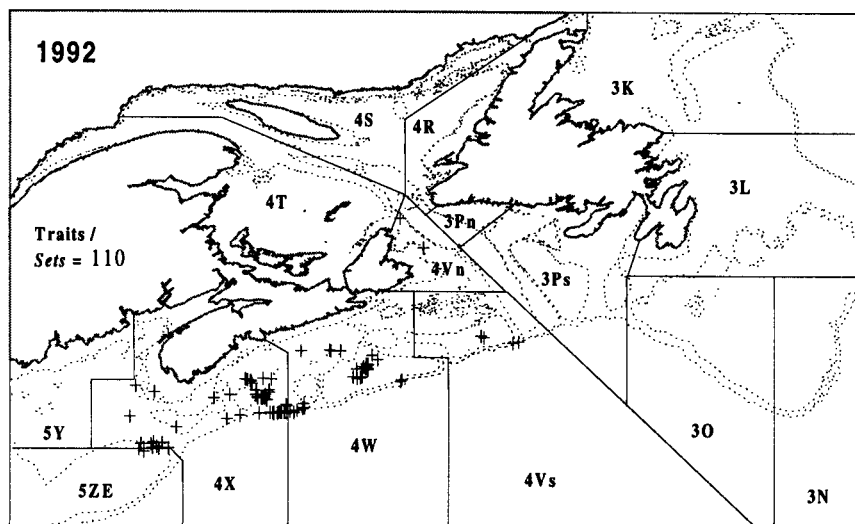 1992
3K
4S
4R
3L
4T
3Pn
Traits /
Sets = 110
4Vn
3Ps
5Y
4W
3O
5ZE
4X
4Vs
3N